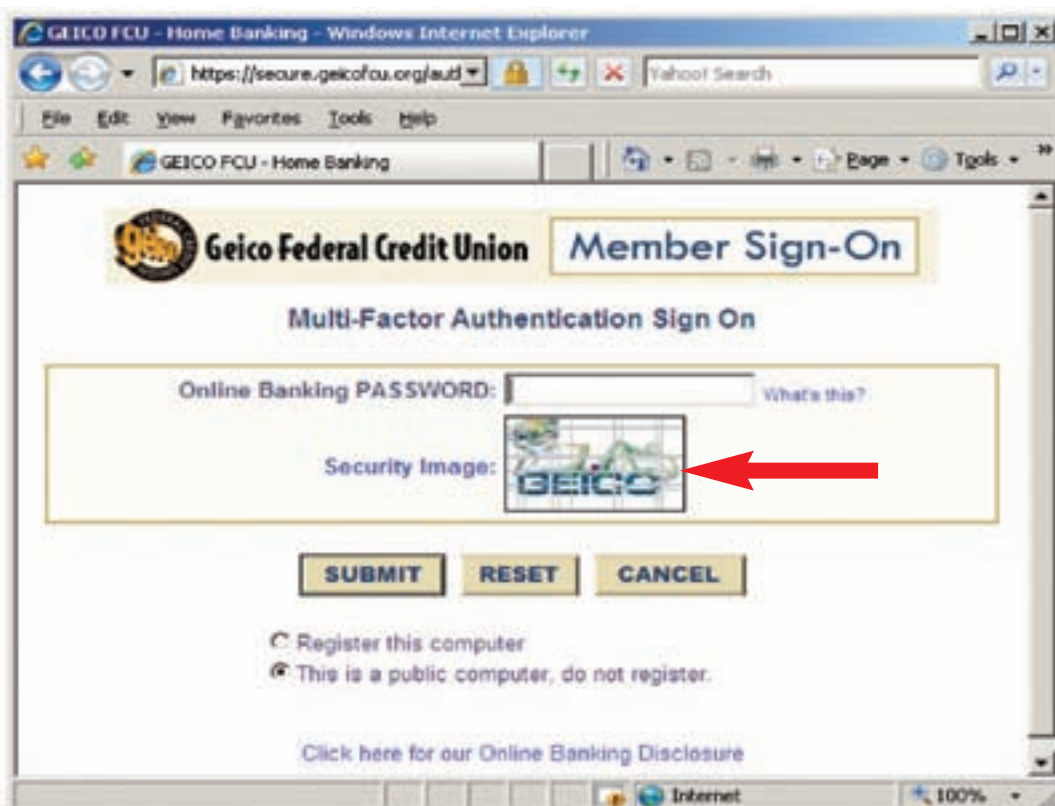 GEICO FCU - Home Banking - Windows Internet Explorer
https://secure.geicofcu.org/autl
Yahoo! Search
File Edit View Favorites Tools Help
GEICO FCU - Home Banking
Page Tools
geico Geico Federal Credit Union Member Sign-On
Multi-Factor Authentication Sign On
Online Banking PASSWORD: What's this?
Security Image: GEICO
SUBMIT RESET CANCEL
Register this computer
This is a public computer, do not register.
Click here for our Online Banking Disclosure
Internet 100%